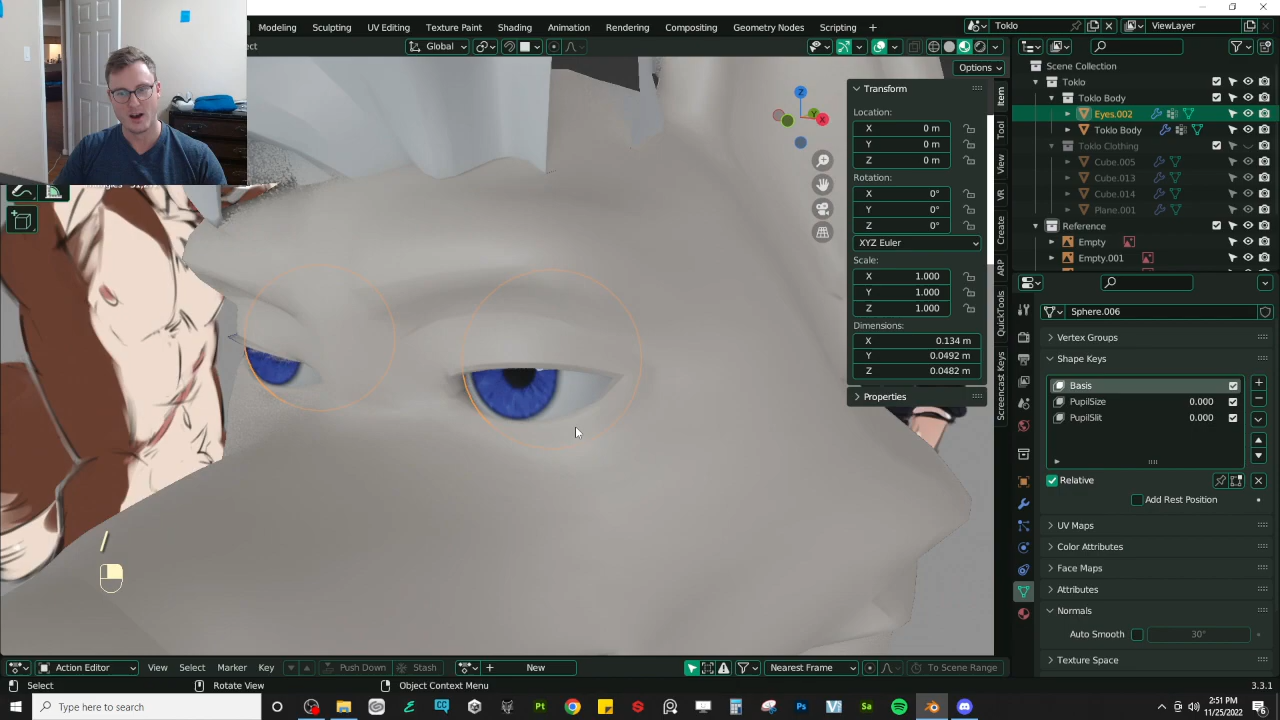 Modeling Sculpting UV Editing Texture Paint Shading Animation Rendering Compositing Geometry Nodes Scripting + Toklo ViewLayer
ect Global
Options
Transform
Location:
X 0 m
Y 0 m
Z 0 m
Rotation:
X 0°
Y 0°
Z 0°
XYZ Euler
Scale:
X 1.000
Y 1.000
Z 1.000
Dimensions:
X 0.134 m
Y 0.0492 m
Z 0.0482 m
Properties
Item
Tool
View
VR
Create
ARP
QuickTools
Screencast Keys
Z
X
Scene Collection
Toklo
Toklo Body
Eyes.002
Toklo Body
Toklo Clothing
Cube.005
Cube.013
Cube.014
Plane.001
Reference
Empty
Empty.001
Sphere.006
Vertex Groups
Shape Keys
Basis
PupilSize 0.000
PupilSlit 0.000
Relative
Add Rest Position
UV Maps
Color Attributes
Face Maps
Attributes
Normals
Auto Smooth 30°
Texture Space
Action Editor View Select Marker Key Push Down Stash New Nearest Frame To Scene Range
Select Rotate View Object Context Menu 3.3.1
Type here to search
2:51 PM
11/25/2022